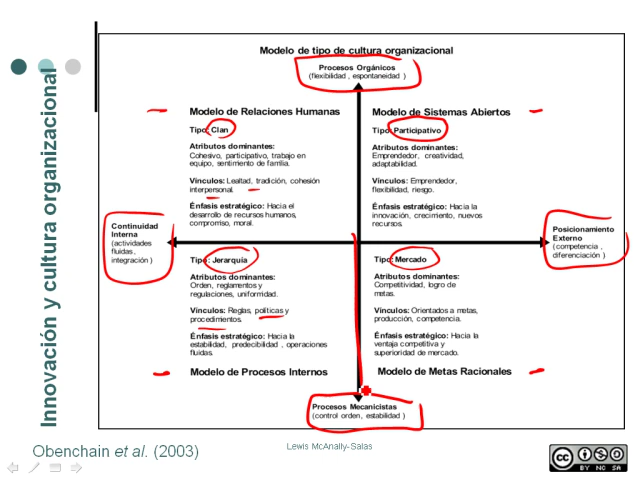 Innovación y cultura organizacional
Modelo de tipo de cultura organizacional
Procesos Orgánicos
(flexibilidad , espontaneidad )
Modelo de Relaciones Humanas
Tipo: Clan
Atributos dominantes:
Cohesivo, participativo, trabajo en
equipo, sentimiento de familia.
Vínculos: Lealtad, tradición, cohesión
interpersonal.
Énfasis estratégico: Hacia el
desarrollo de recursos humanos,
compromiso, moral.
Modelo de Sistemas Abiertos
Tipo: Participativo
Atributos dominantes:
Emprendedor, creatividad,
adaptabilidad.
Vínculos: Emprendedor,
flexibilidad, riesgo.
Énfasis estratégico: Hacia la
innovación, crecimiento, nuevos
recursos.
Continuidad
Interna
(actividades
fluidas,
integración )
Posicionamiento
Externo
(competencia ,
diferenciación )
Tipo: Jerarquía
Atributos dominantes:
Orden, reglamentos y
regulaciones, uniformidad.
Vínculos: Reglas, políticas y
procedimientos.
Énfasis estratégico: Hacia la
estabilidad, predecibilidad , operaciones
fluidas.
Modelo de Procesos Internos
Tipo: Mercado
Atributos dominantes:
Competitividad, logro de
metas.
Vínculos: Orientados a metas,
producción, competencia.
Énfasis estratégico: Hacia la
ventaja competitiva y
superioridad de mercado.
Modelo de Metas Racionales
Procesos Mecanicistas
(control orden, estabilidad )
Obenchain et al. (2003)
Lewis McAnally-Salas
cc
BY NC SA